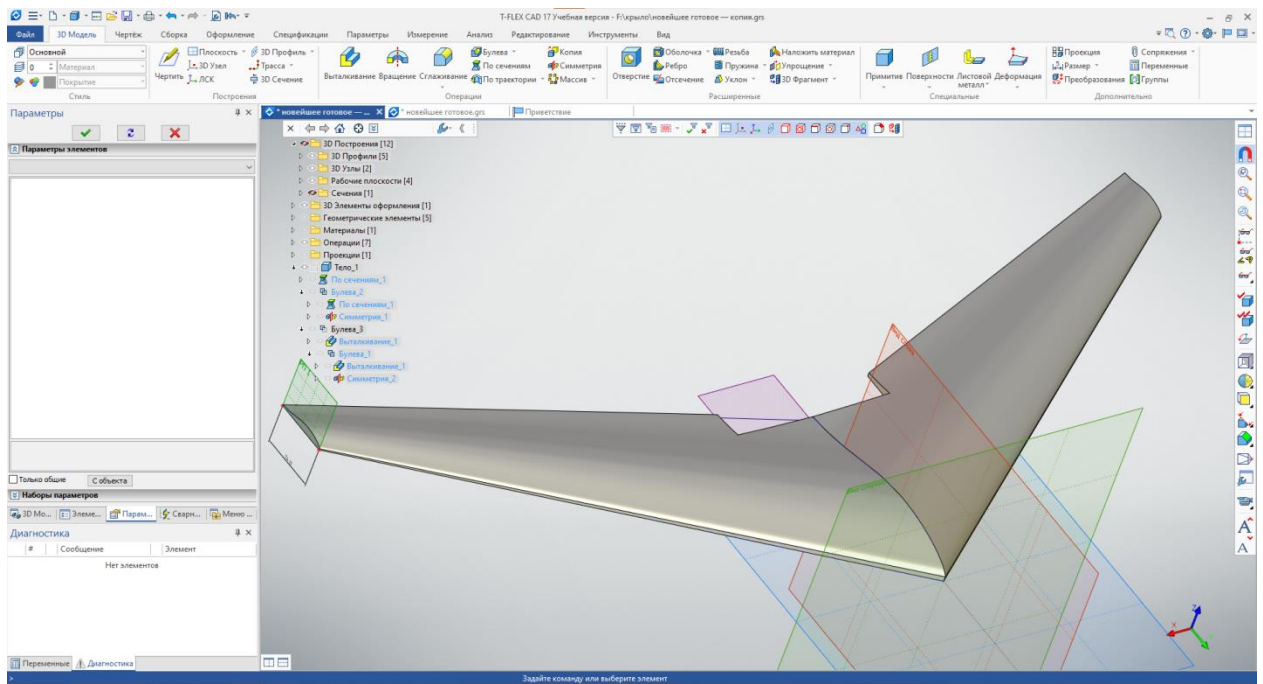 T-FLEX CAD 17 Учебная версия - F:\крыло\новейшее готовое — копия.grs
Файл 3D Модель Чертёж Сборка Оформление Спецификации Параметры Измерение Анализ Редактирование Инструменты Вид
Основной
0 Материал
Покрытие
Стиль
Чертить
Плоскость
3D Узел
ЛСК
3D Профиль
Трасса
3D Сечение
Построения
Выталкивание Вращение Сглаживание
Булева
По сечениям
По траектории
Копия
Симметрия
Массив
Операции
Отверстие
Оболочка
Ребро
Отсечение
Резьба
Пружина
Уклон
Наложить материал
Упрощение
3D Фрагмент
Расширенные
Примитив Поверхности Листовой металл Деформация
Специальные
Проекция
Размер
Преобразования
Сопряжения
Переменные
Группы
Дополнительно
Параметры
* новейшее готовое — ... * новейшее готовое.grs Приветствие
Параметры элементов
3D Построения [12]
3D Профили [5]
3D Узлы [2]
Рабочие плоскости [4]
Сечения [1]
3D Элементы оформления [1]
Геометрические элементы [5]
Материалы [1]
Операции [7]
Проекции [1]
Тело_1
По сечениям_1
Булева_2
По сечениям_1
Симметрия_1
Булева_3
Выталкивание_1
Булева_1
Выталкивание_1
Симметрия_2
Только общие С объекта
Наборы параметров
3D Мо... Элеме... Парам... Сварн... Меню ...
Диагностика
# Сообщение Элемент
Нет элементов
Переменные Диагностика
Z
X
> Задайте команду или выберите элемент